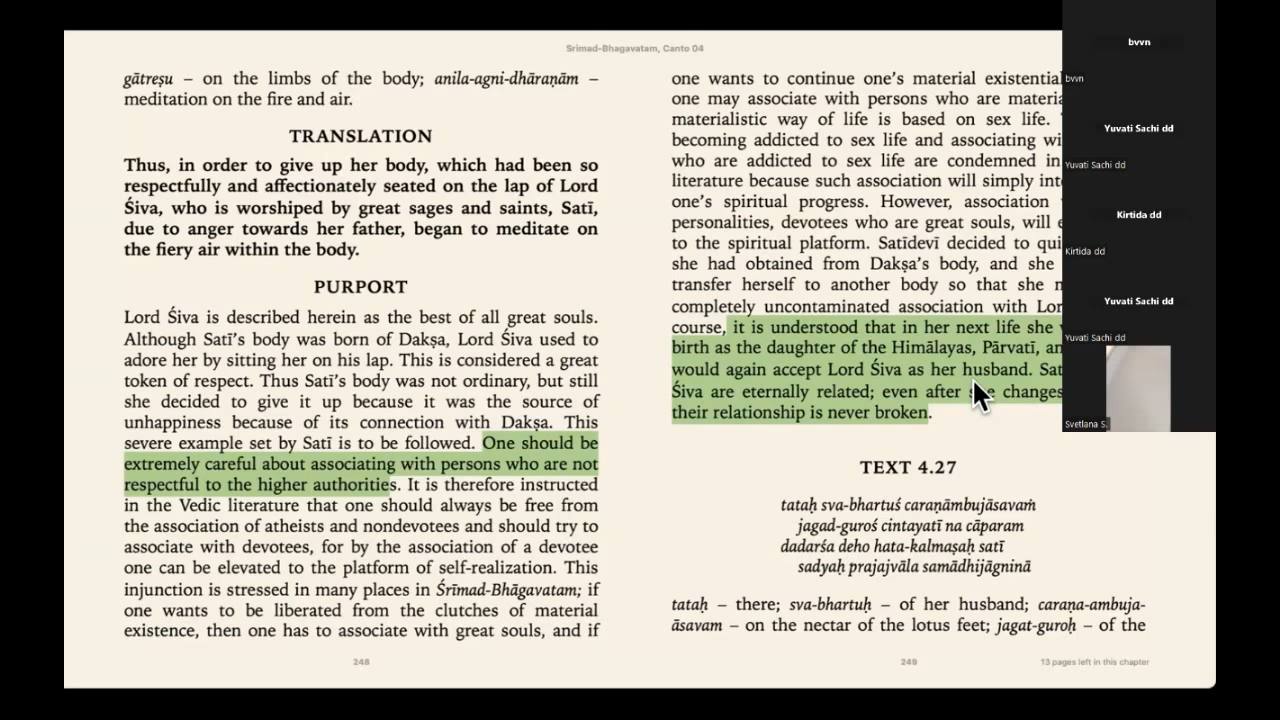 Srimad-Bhagavatam, Canto 04
gātreṣu – on the limbs of the body; anila-agni-dhāraṇām –
meditation on the fire and air.
TRANSLATION
Thus, in order to give up her body, which had been so
respectfully and affectionately seated on the lap of Lord
Śiva, who is worshiped by great sages and saints, Satī,
due to anger towards her father, began to meditate on
the fiery air within the body.
PURPORT
Lord Śiva is described herein as the best of all great souls.
Although Satī’s body was born of Dakṣa, Lord Śiva used to
adore her by sitting her on his lap. This is considered a great
token of respect. Thus Satī’s body was not ordinary, but still
she decided to give it up because it was the source of
unhappiness because of its connection with Dakṣa. This
severe example set by Satī is to be followed. One should be
extremely careful about associating with persons who are not
respectful to the higher authorities. It is therefore instructed
in the Vedic literature that one should always be free from
the association of atheists and nondevotees and should try to
associate with devotees, for by the association of a devotee
one can be elevated to the platform of self-realization. This
injunction is stressed in many places in Śrīmad-Bhāgavatam; if
one wants to be liberated from the clutches of material
existence, then one has to associate with great souls, and if
248
one wants to continue one’s material existential
one may associate with persons who are materia
materialistic way of life is based on sex life.
becoming addicted to sex life and associating wi
who are addicted to sex life are condemned in
literature because such association will simply int
one’s spiritual progress. However, association
personalities, devotees who are great souls, will e
to the spiritual platform. Satīdevī decided to qui
she had obtained from Dakṣa’s body, and she
transfer herself to another body so that she m
completely uncontaminated association with Lor
course, it is understood that in her next life she
birth as the daughter of the Himālayas, Pārvatī, an
would again accept Lord Śiva as her husband. Sat
Śiva are eternally related; even after changes
their relationship is never broken.
TEXT 4.27
tataḥ sva-bhartuś caraṇāmbujāsavaṁ
jagad-guroś cintayatī na cāparam
dadarśa deho hata-kalmaṣaḥ satī
sadyaḥ prajajvāla samādhijāgninā
tataḥ – there; sva-bhartuḥ – of her husband; caraṇa-ambuja-
āsavam – on the nectar of the lotus feet; jagat-guroḥ – of the
249
13 pages left in this chapter
bvvn
bvvn
Yuvati Sachi dd
Yuvati Sachi dd
Kirtida dd
Kirtida dd
Yuvati Sachi dd
Yuvati Sachi dd
Svetlana S.